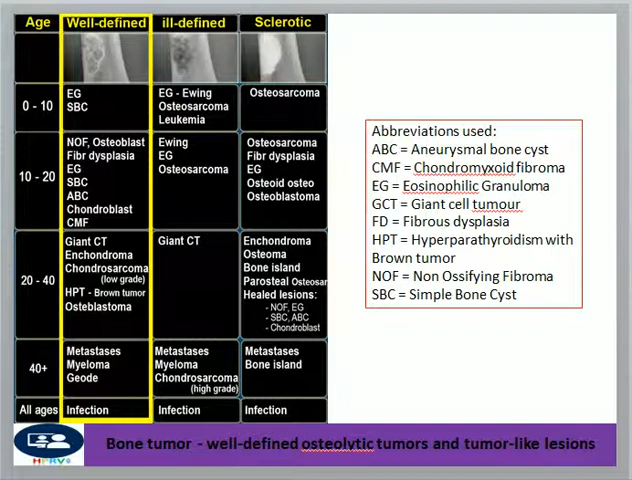 Age Well-defined ill-defined Sclerotic
0 - 10
EG
SBC
EG - Ewing
Osteosarcoma
Leukemia
Osteosarcoma
10 - 20
NOF, Osteoblast
Fibr dysplasia
EG
SBC
ABC
Chondroblast
CMF
Ewing
EG
Osteosarcoma
Osteosarcoma
Fibr dysplasia
EG
Osteoid osteo
Osteoblastoma
20 - 40
Giant CT
Enchondroma
Chondrosarcoma
(low grade)
HPT - Brown tumor
Osteblastoma
Giant CT
Enchondroma
Osteoma
Bone island
Parosteal Osteosar
Healed lesions:
- NOF, EG
- SBC, ABC
- Chondroblast
40+
Metastases
Myeloma
Geode
Metastases
Myeloma
Chondrosarcoma
(high grade)
Metastases
Bone island
All ages Infection Infection Infection
Abbreviations used:
ABC = Aneurysmal bone cyst
CMF = Chondromyxoid fibroma
EG = Eosinophilic Granuloma
GCT = Giant cell tumour
FD = Fibrous dysplasia
HPT = Hyperparathyroidism with
Brown tumor
NOF = Non Ossifying Fibroma
SBC = Simple Bone Cyst
Bone tumor - well-defined osteolytic tumors and tumor-like lesions